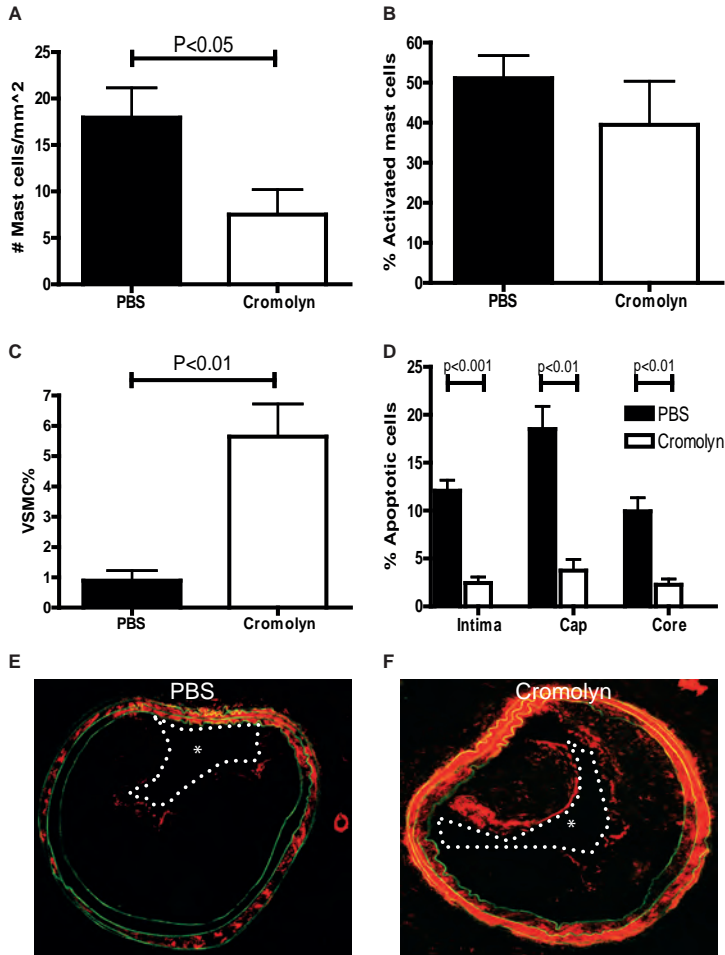 A
P<0.05
# Mast cells/mm^2
25
20
15
10
5
0
PBS
Cromolyn
B
% Activated mast cells
60
50
40
30
20
10
0
PBS
Cromolyn
C
P<0.01
VSMC%
7
6
5
4
3
2
1
0
PBS
Cromolyn
D
p<0.001
p<0.01
p<0.01
% Apoptotic cells
25
20
15
10
5
0
PBS
Cromolyn
Intima
Cap
Core
E
PBS
*
F
Cromolyn
*